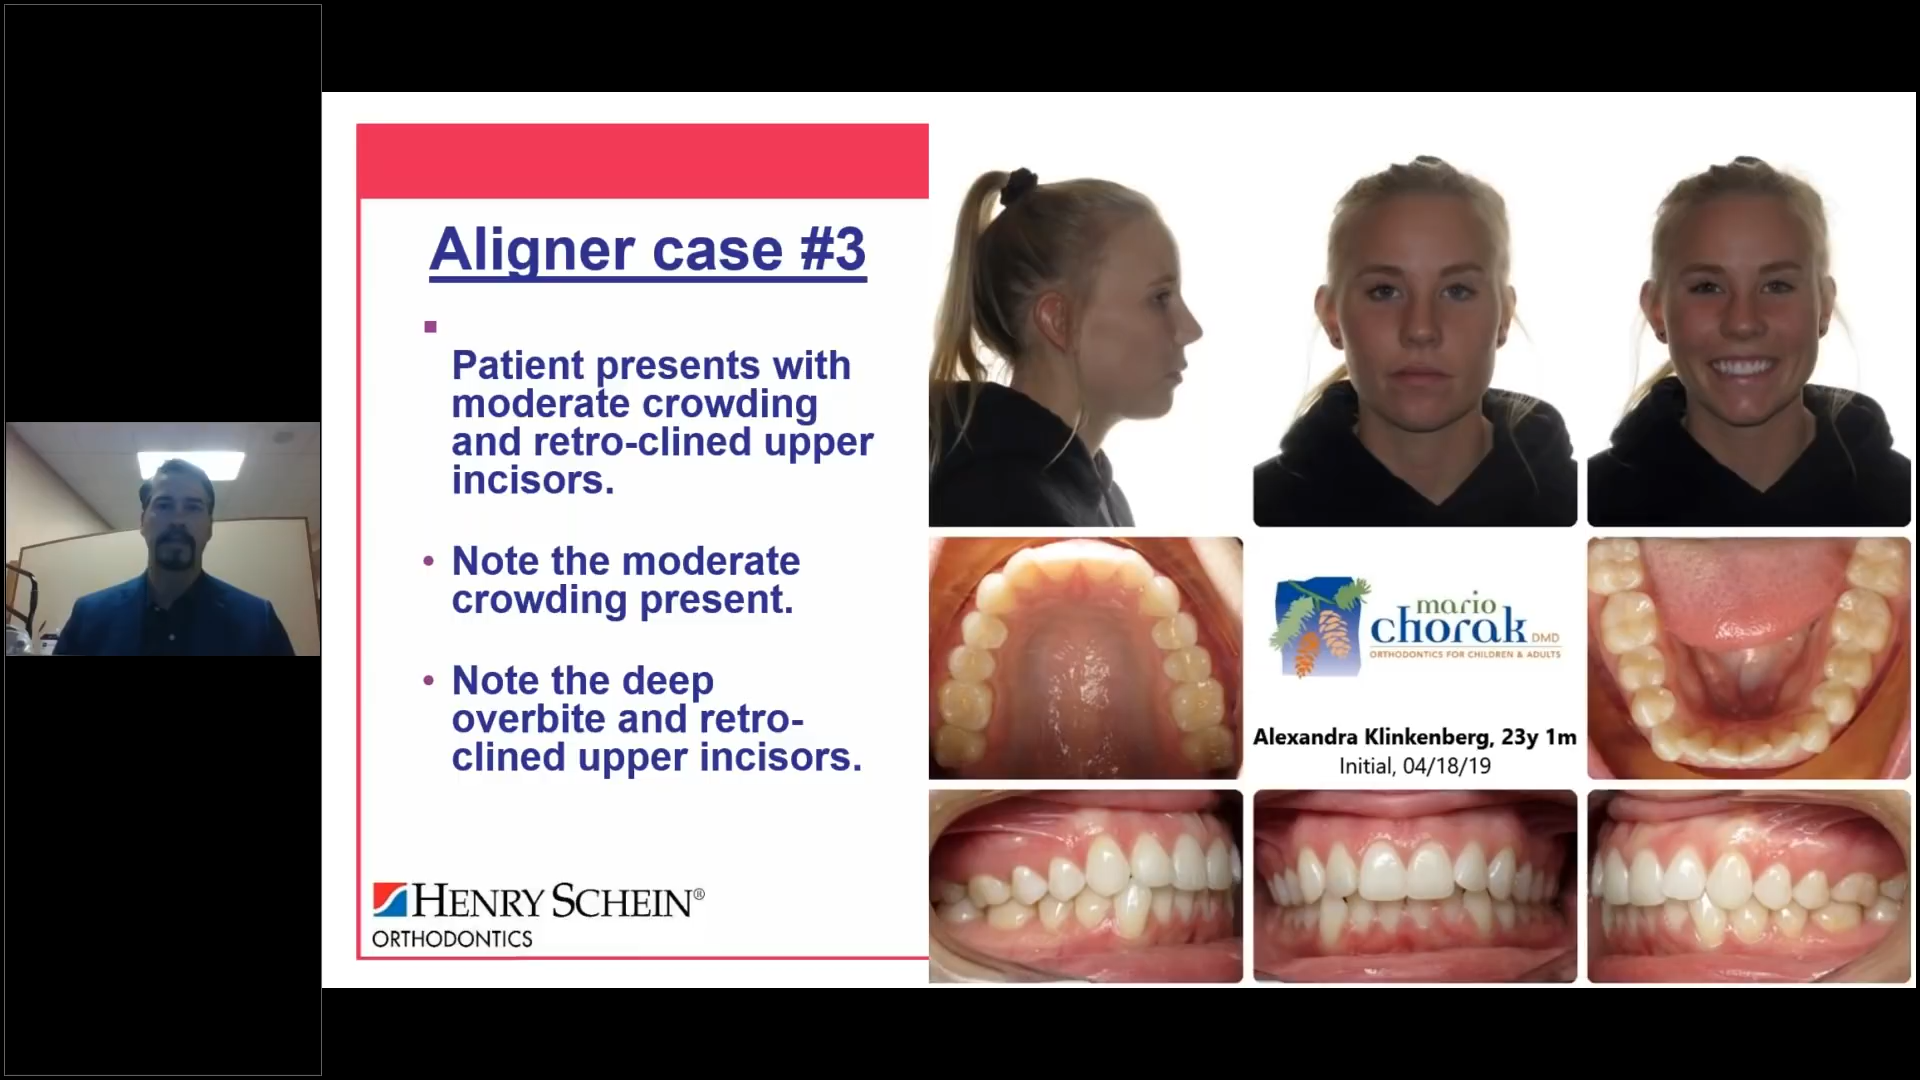 Aligner case #3
Patient presents with
moderate crowding
and retro-clined upper
incisors.
Note the moderate
crowding present.
Note the deep
overbite and retro-
clined upper incisors.
HENRY SCHEIN®
ORTHODONTICS
mario
chorak DMD
ORTHODONTICS FOR CHILDREN & ADULTS
Alexandra Klinkenberg, 23y 1m
Initial, 04/18/19